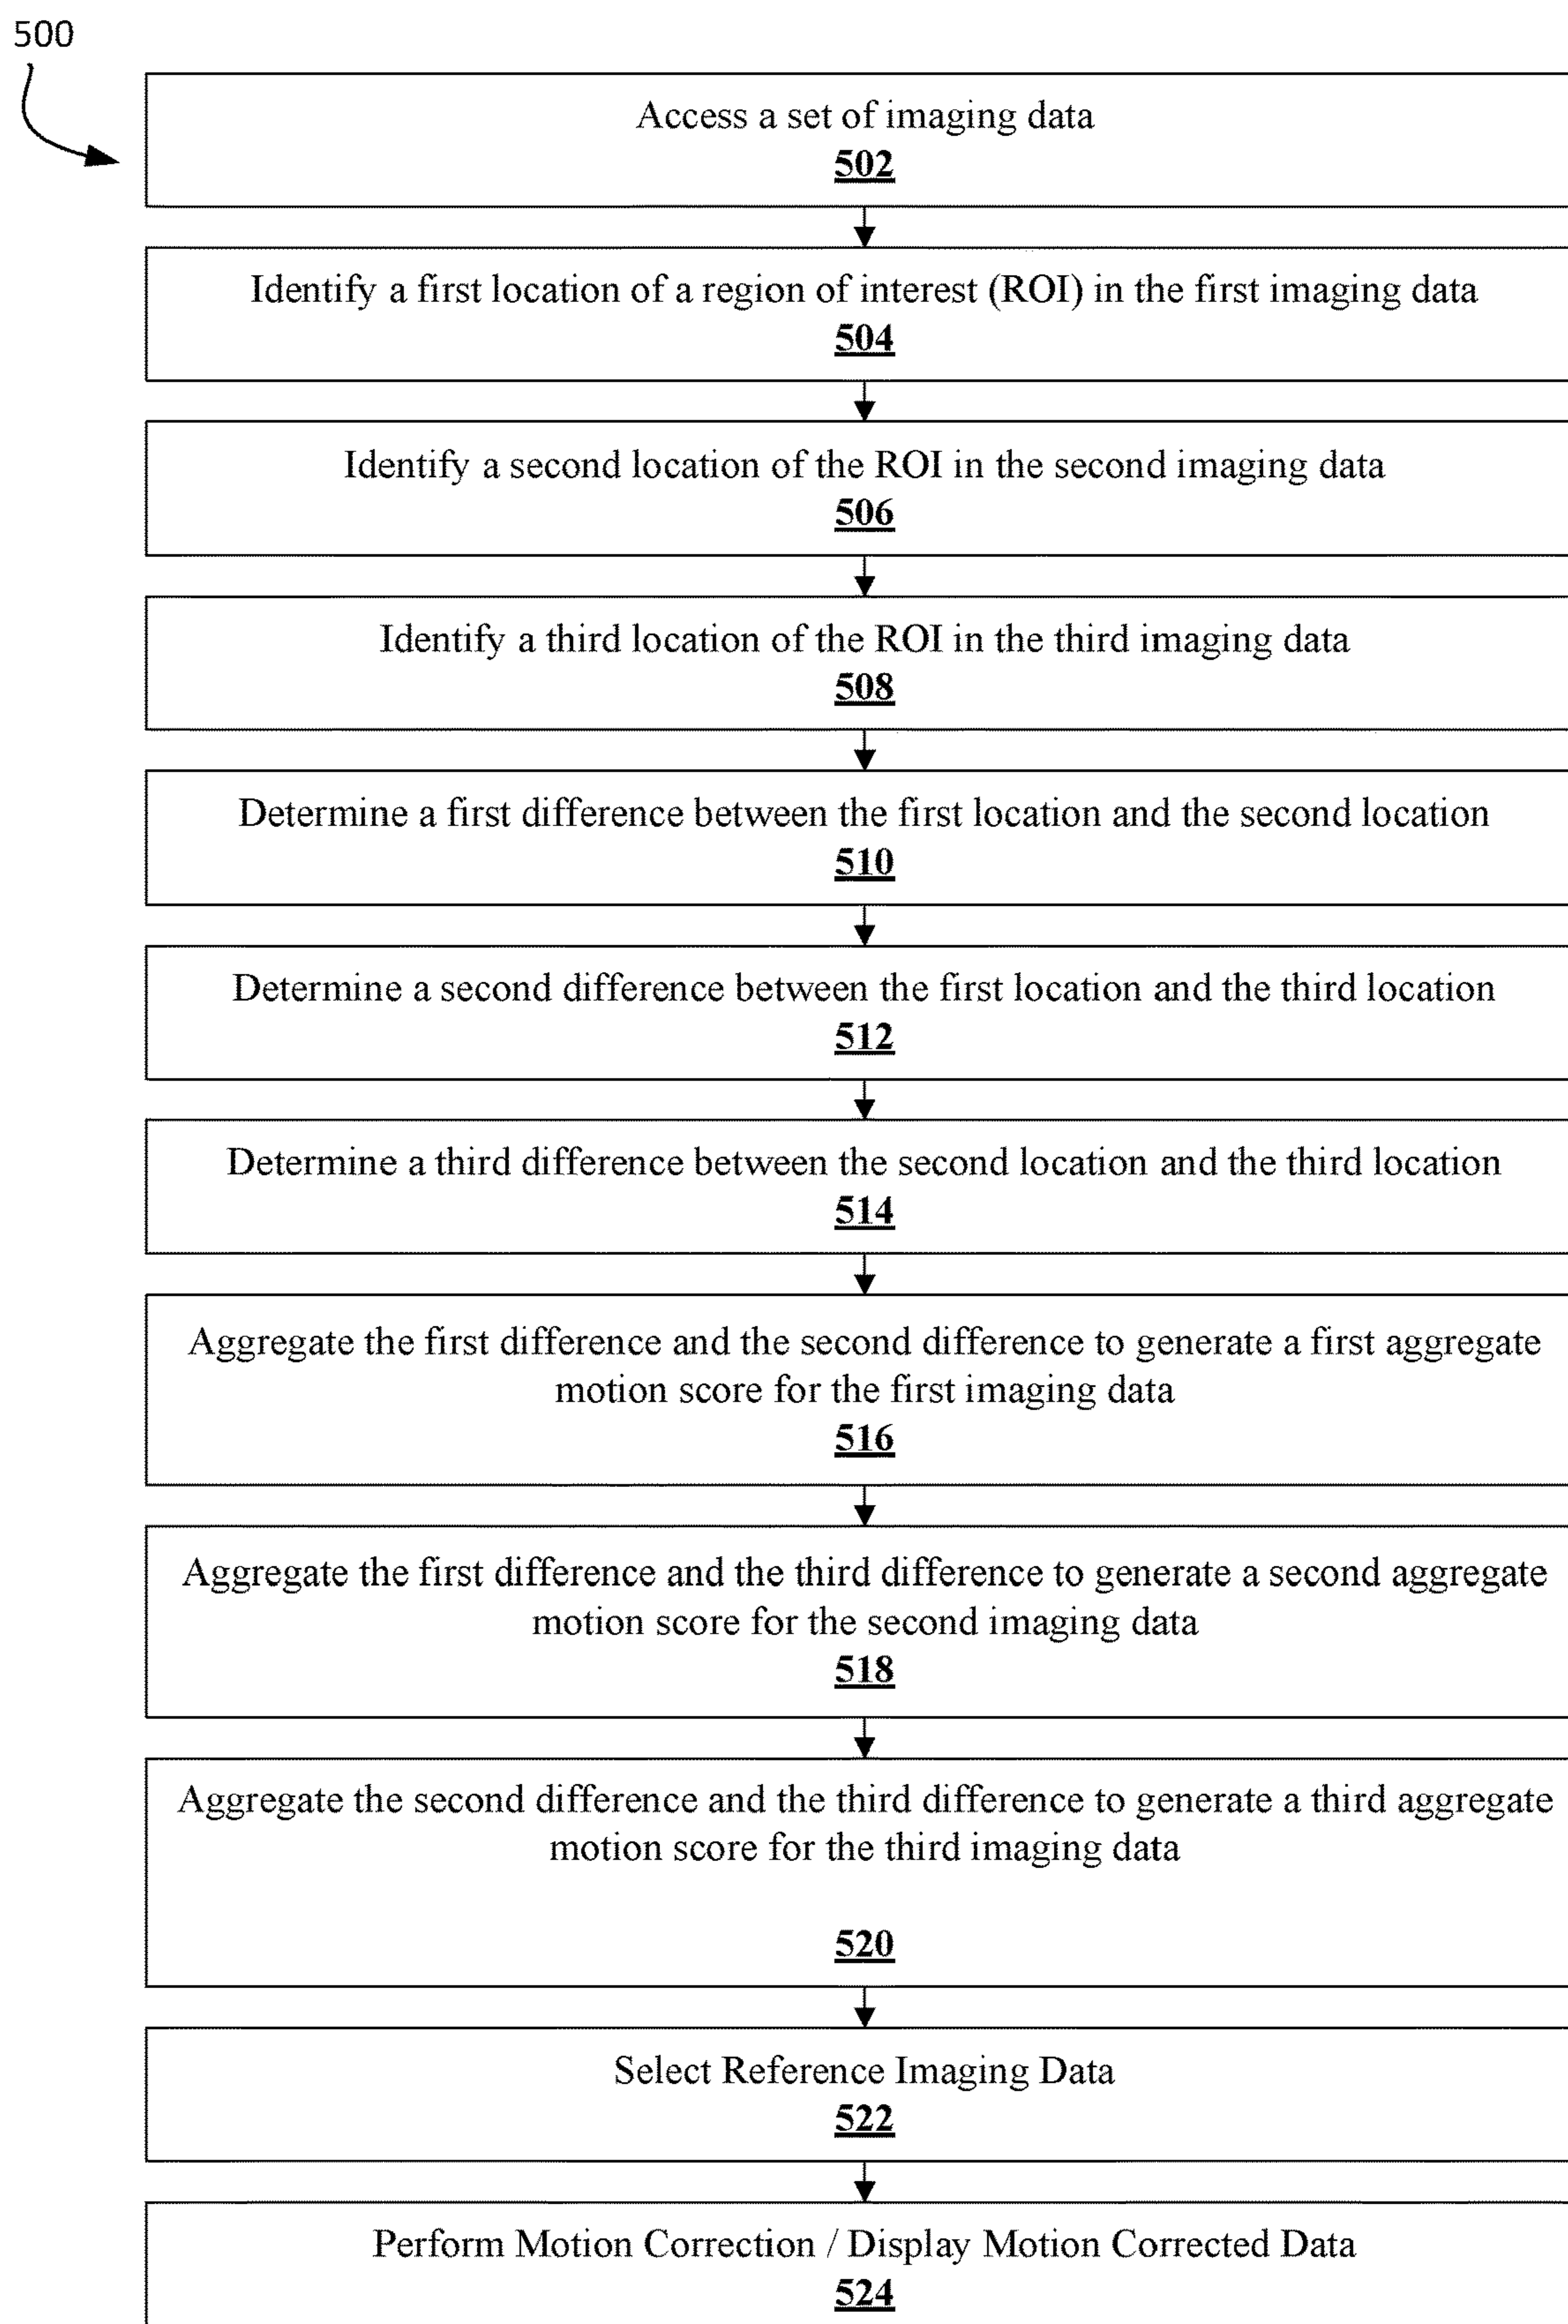 500
Access a set of imaging data
502
Identify a first location of a region of interest (ROI) in the first imaging data
504
Identify a second location of the ROI in the second imaging data
506
Identify a third location of the ROI in the third imaging data
508
Determine a first difference between the first location and the second location
510
Determine a second difference between the first location and the third location
512
Determine a third difference between the second location and the third location
514
Aggregate the first difference and the second difference to generate a first aggregate
motion score for the first imaging data
516
Aggregate the first difference and the third difference to generate a second aggregate
motion score for the second imaging data
518
Aggregate the second difference and the third difference to generate a third aggregate
motion score for the third imaging data
520
Select Reference Imaging Data
522
Perform Motion Correction / Display Motion Corrected Data
524